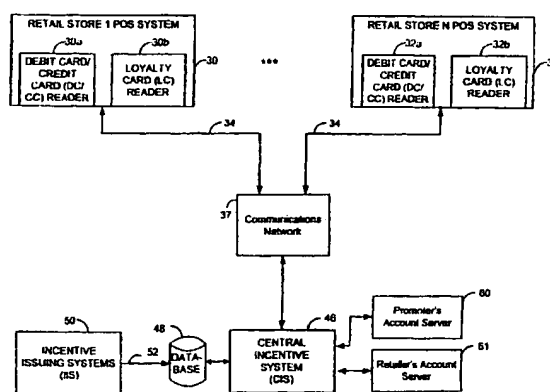 RETAIL STORE 1 POS SYSTEM
30a
30b
DEBIT CARD/
CREDIT
CARD (DC/
CC) READER
LOYALTY
CARD (LC)
READER
30
***
RETAIL STORE N POS SYSTEM
32a
32b
DEBIT CARD/
CREDIT
CARD (DC/
CC) READER
LOYALTY
CARD (LC)
READER
34
34
37
Communications
Network
50
INCENTIVE
ISSUING SYSTEMS
(IIS)
52
48
DATA-
BASE
46
CENTRAL
INCENTIVE
SYSTEM
(CIS)
60
Promoter's
Account Server
61
Retailer's Account
Server